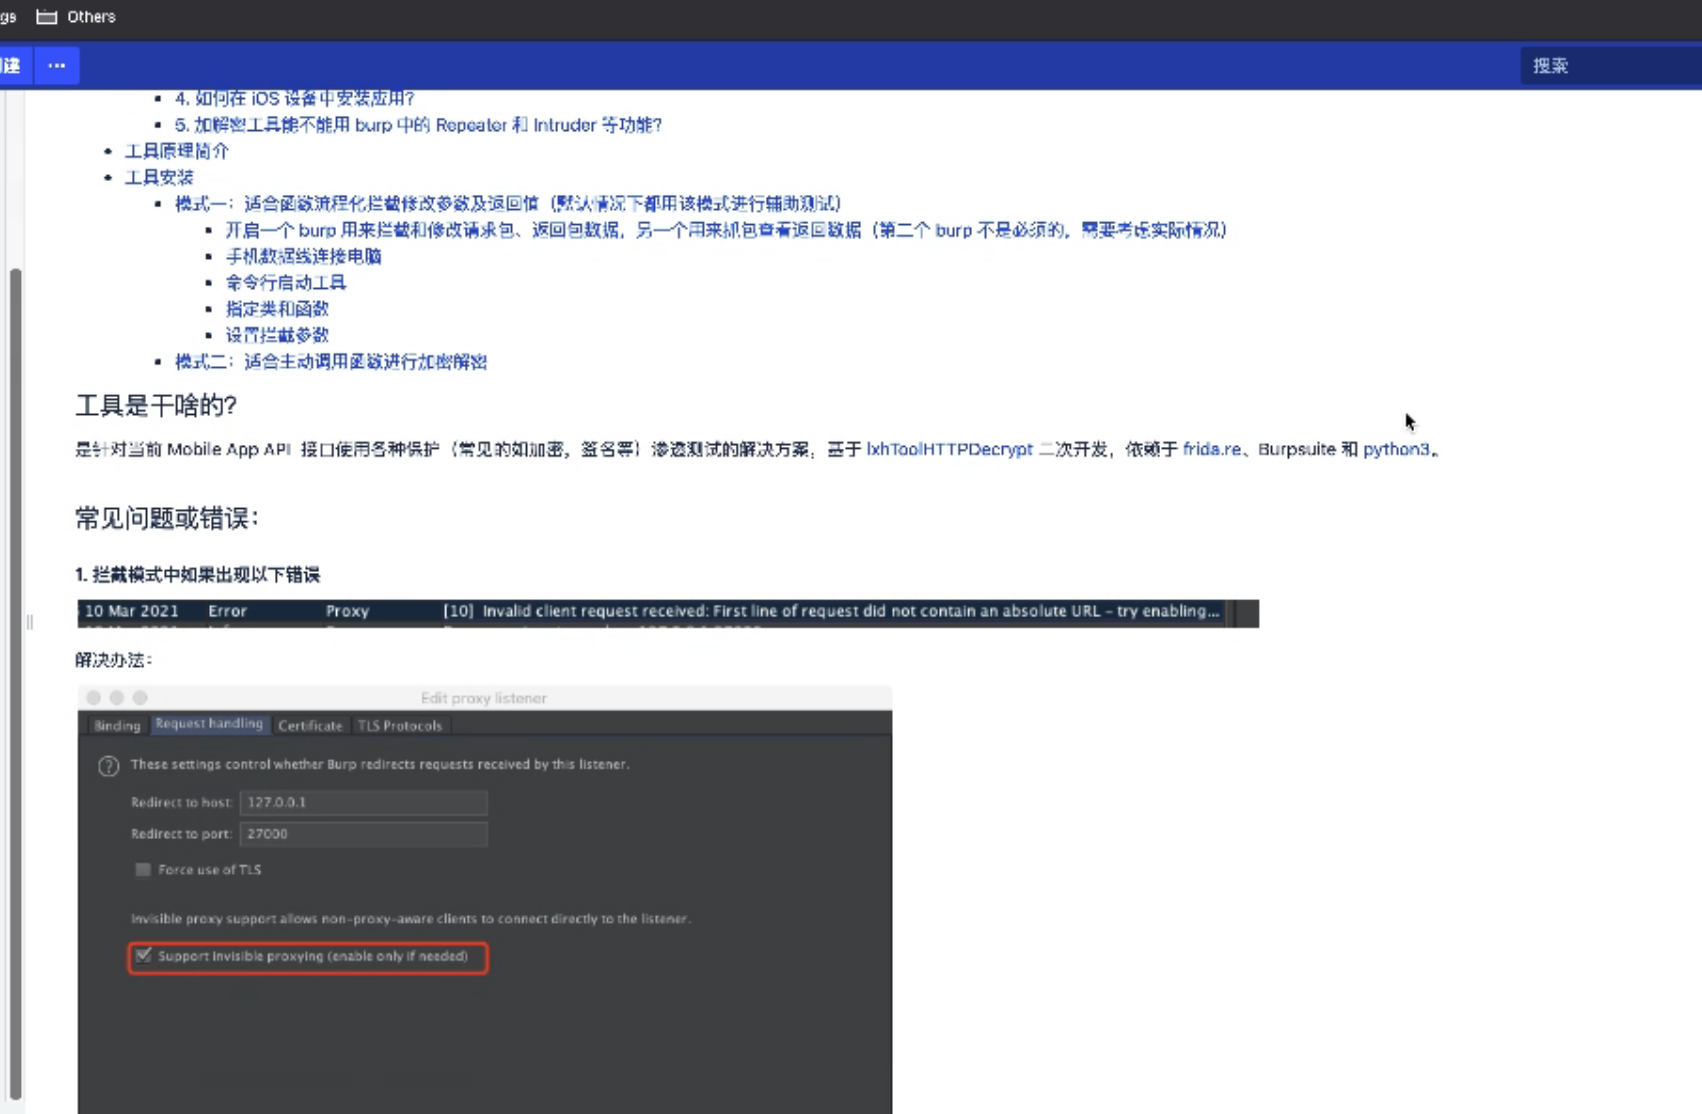 gs Others
建 ··· 搜索
4. 如何在 iOS 设备中安装应用?
5. 加解密工具能不能用 burp 中的 Repeater 和 Intruder 等功能?
工具原理简介
工具安装
模式一：适合函数流程化拦截修改参数及返回值（默认情况下都用该模式进行辅助测试）
开启一个 burp 用来拦截和修改请求包、返回包数据，另一个用来抓包查看返回数据（第二个 burp 不是必须的，需要考虑实际情况）
手机数据线连接电脑
命令行启动工具
指定类和函数
设置拦截参数
模式二：适合主动调用函数进行加密解密
工具是干啥的?
是针对当前 Mobile App API 接口使用各种保护（常见的如加密，签名等）渗透测试的解决方案，基于 lxhToolHTTPDecrypt 二次开发，依赖于 frida.re、Burpsuite 和 python3。
常见问题或错误：
1. 拦截模式中如果出现以下错误
10 Mar 2021 Error Proxy [10] Invalid client request received: First line of request did not contain an absolute URL – try enabling...
解决办法：
Edit proxy listener
Binding Request handling Certificate TLS Protocols
These settings control whether Burp redirects requests received by this listener.
Redirect to host: 127.0.0.1
Redirect to port: 27000
Force use of TLS
Invisible proxy support allows non-proxy-aware clients to connect directly to the listener.
Support invisible proxying (enable only if needed)